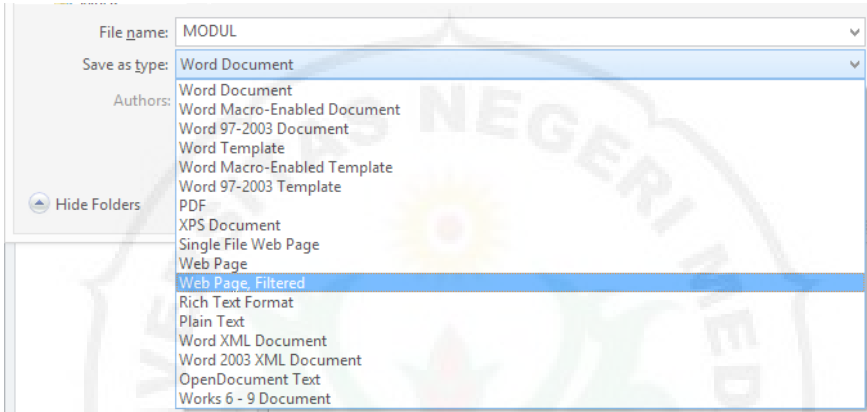 File name: MODUL
Save as type: Word Document
Authors:
Word Document
Word Macro-Enabled Document
Word 97-2003 Document
Word Template
Word Macro-Enabled Template
Word 97-2003 Template
Hide Folders
PDF
XPS Document
Single File Web Page
Web Page
Web Page, Filtered
Rich Text Format
Plain Text
Word XML Document
Word 2003 XML Document
OpenDocument Text
Works 6 - 9 Document
VERSITAS NEGERI MED